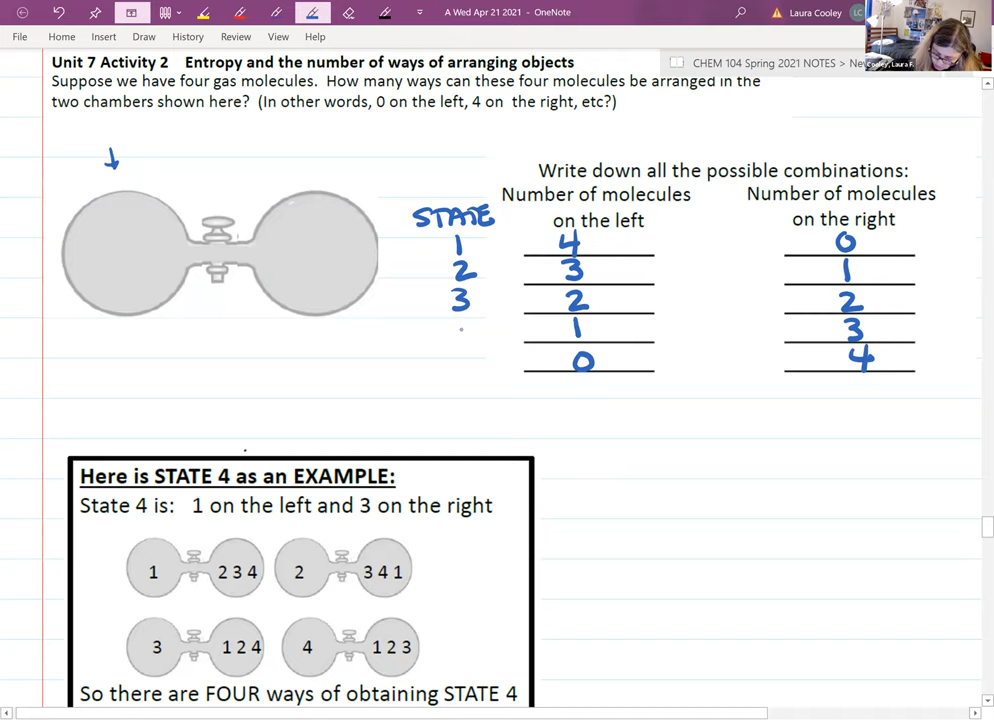 A Wed Apr 21 2021 - OneNote
Laura Cooley
LC
File Home Insert Draw History Review View Help
CHEM 104 Spring 2021 NOTES >
Cooley, Laura F.
Unit 7 Activity 2 Entropy and the number of ways of arranging objects
Suppose we have four gas molecules. How many ways can these four molecules be arranged in the
two chambers shown here? (In other words, 0 on the left, 4 on the right, etc?)
Write down all the possible combinations:
Number of molecules Number of molecules
STATE on the left on the right
1 4 0
2 3 1
3 2 2
1 3
0 4
Here is STATE 4 as an EXAMPLE:
State 4 is: 1 on the left and 3 on the right
1 2 3 4 2 3 4 1
3 1 2 4 4 1 2 3
So there are FOUR ways of obtaining STATE 4